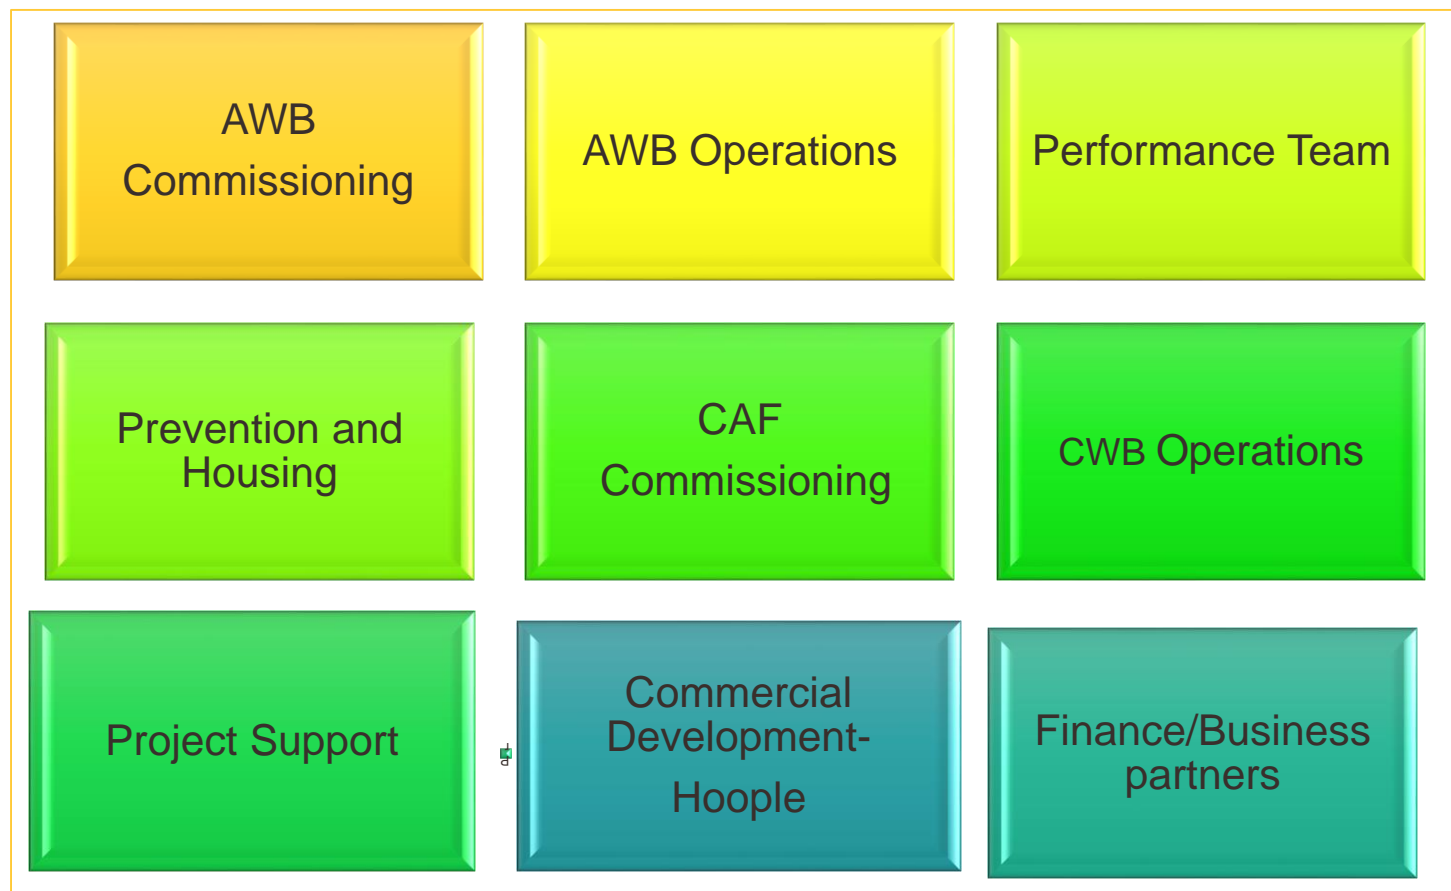 AWB
Commissioning
AWB Operations
Performance Team
Prevention and
Housing
CAF
Commissioning
CWB Operations
Project Support
Commercial
Development-
Hoople
Finance/Business
partners